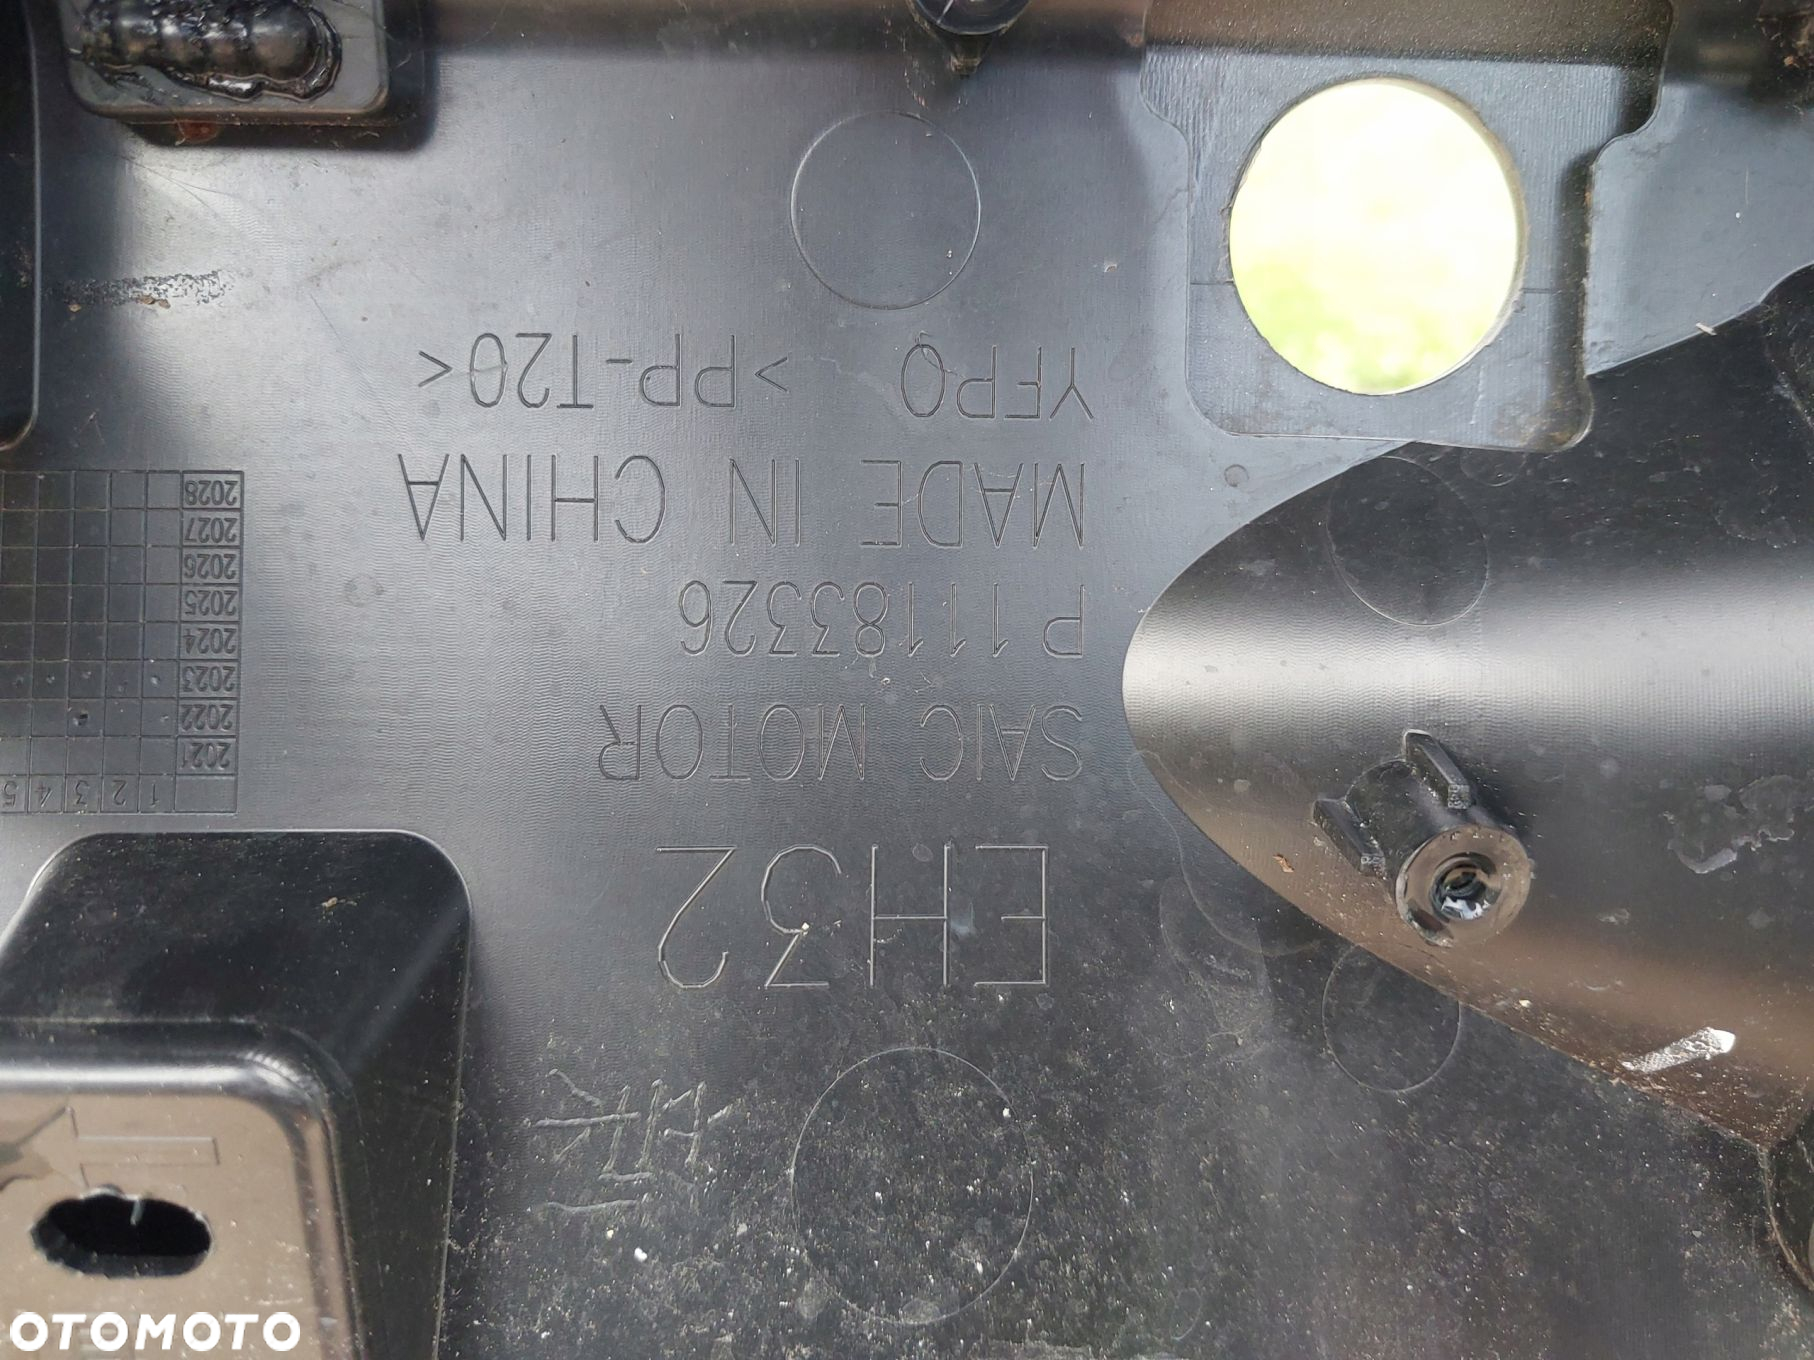 EH32
SAIC MOTOR
P11183326
MADE IN CHINA
YFPO >PP-T20<
1 2 3 4 5
2021
2022
2023
2024
2025
2026
2027
2028
OTOMOTO